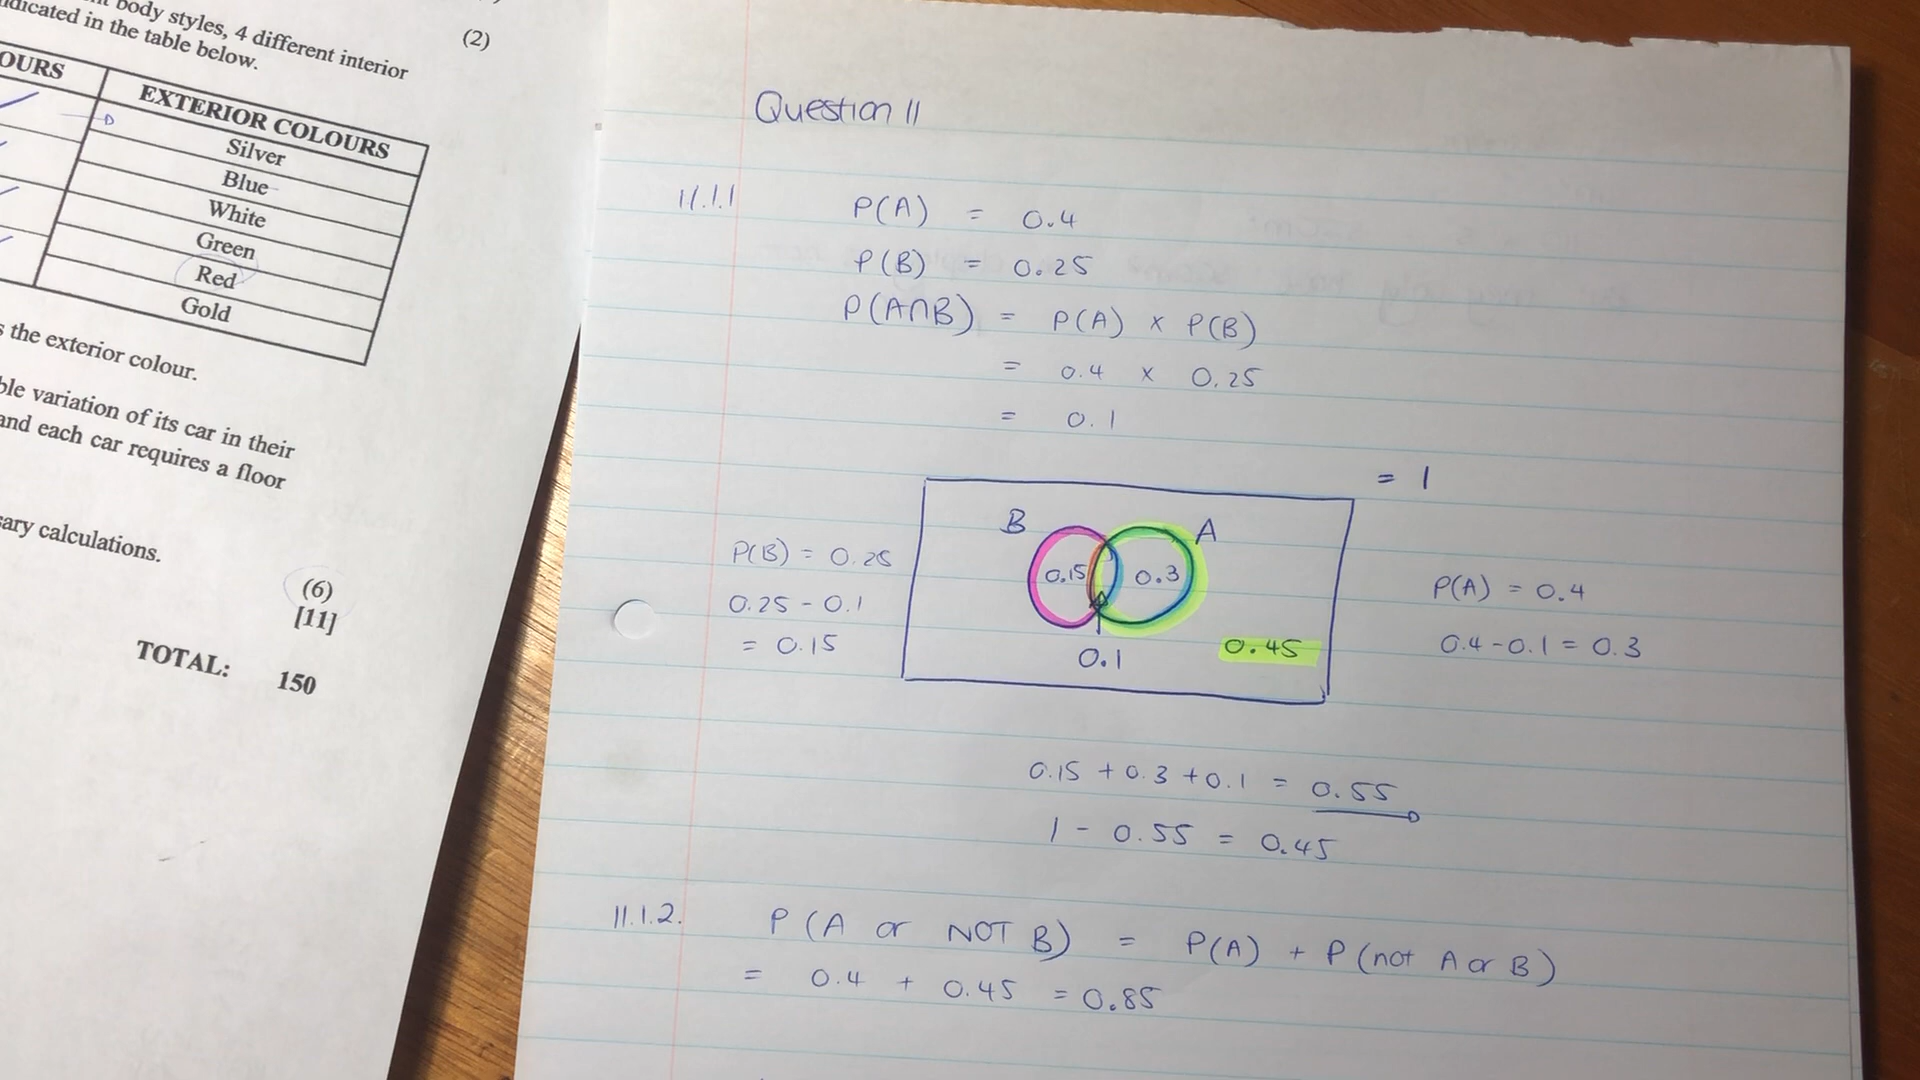 body styles, 4 different interior
indicated in the table below.
(2)
OURS
EXTERIOR COLOURS
Silver
Blue
White
Green
Red
Gold
the exterior colour.
variation of its car in their
and each car requires a floor
calculations.
(6)
[11]
TOTAL: 150
Question 11
11.1.1 P(A) = 0.4
P(B) = 0.25
P(A∩B) = P(A) x P(B)
= 0.4 x 0.25
= 0.1
= 1
B A
P(B) = 0.25
0.25 - 0.1
= 0.15
0.15 0.3
0.1
0.45
P(A) = 0.4
0.4 - 0.1 = 0.3
0.15 + 0.3 + 0.1 = 0.55
1 - 0.55 = 0.45
11.1.2. P (A or NOT B) = P(A) + P (not A or B)
= 0.4 + 0.45 = 0.85